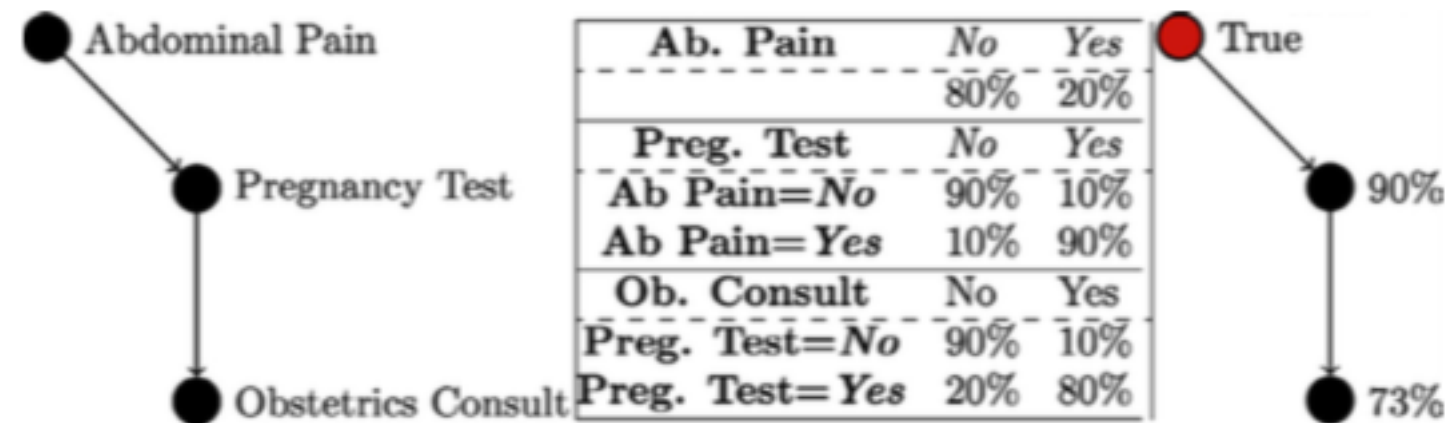 Abdominal Pain
Pregnancy Test
Obstetrics Consult
Ab. Pain No Yes
80% 20%
Preg. Test No Yes
Ab Pain=No 90% 10%
Ab Pain=Yes 10% 90%
Ob. Consult No Yes
Preg. Test=No 90% 10%
Preg. Test=Yes 20% 80%
True
90%
73%